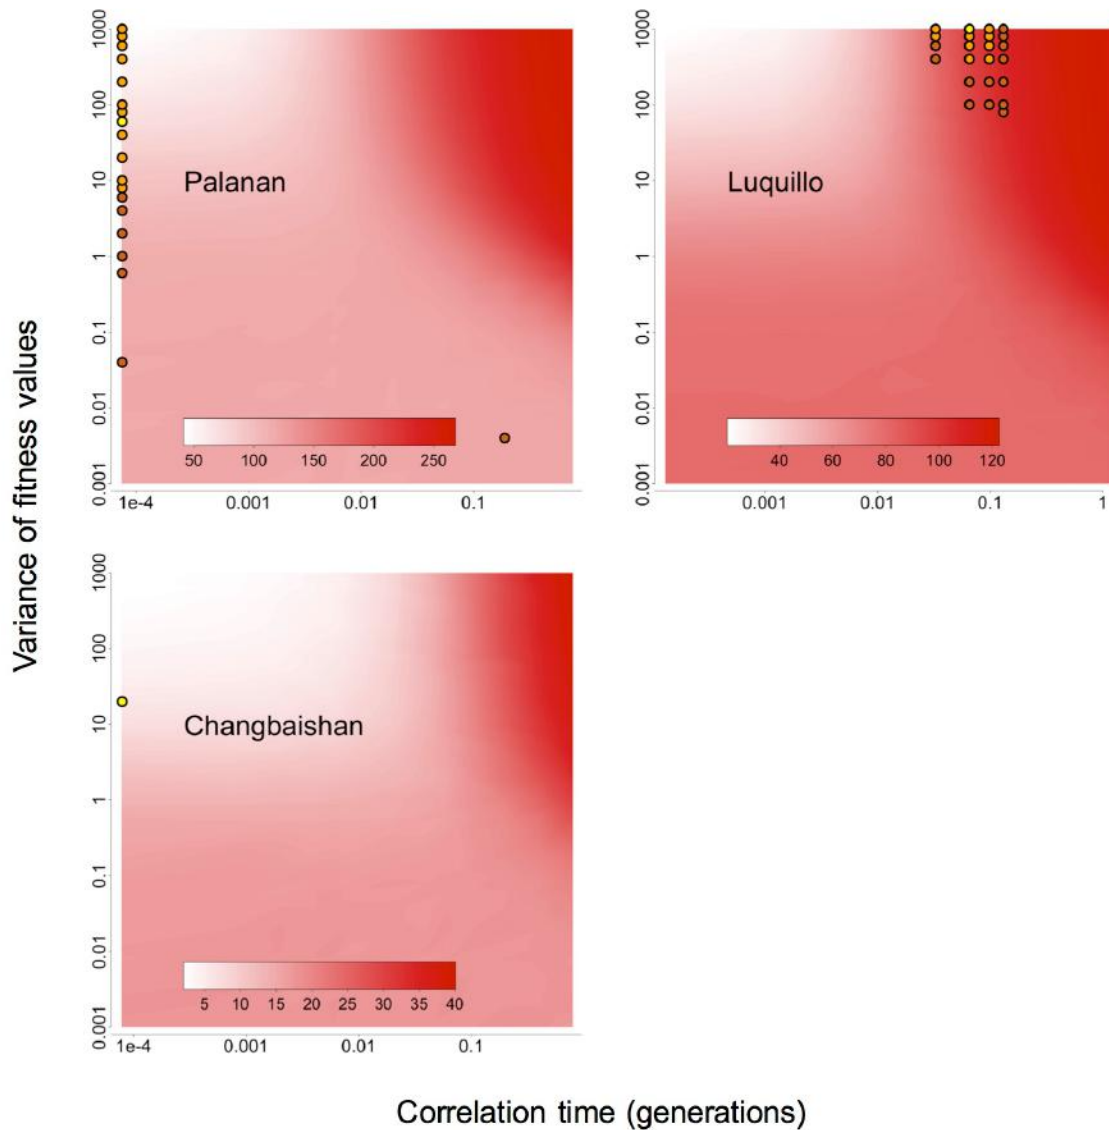 Variance of fitness values
1000
100
10
1
0.1
0.01
0.001
Palanan
50 100 150 200 250
1e-4 0.001 0.01 0.1
1000
100
10
1
0.1
0.01
0.001
Luquillo
40 60 80 100 120
0.001 0.01 0.1 1
1000
100
10
1
0.1
0.01
0.001
Changbaishan
5 10 15 20 25 30 35 40
1e-4 0.001 0.01 0.1
Correlation time (generations)